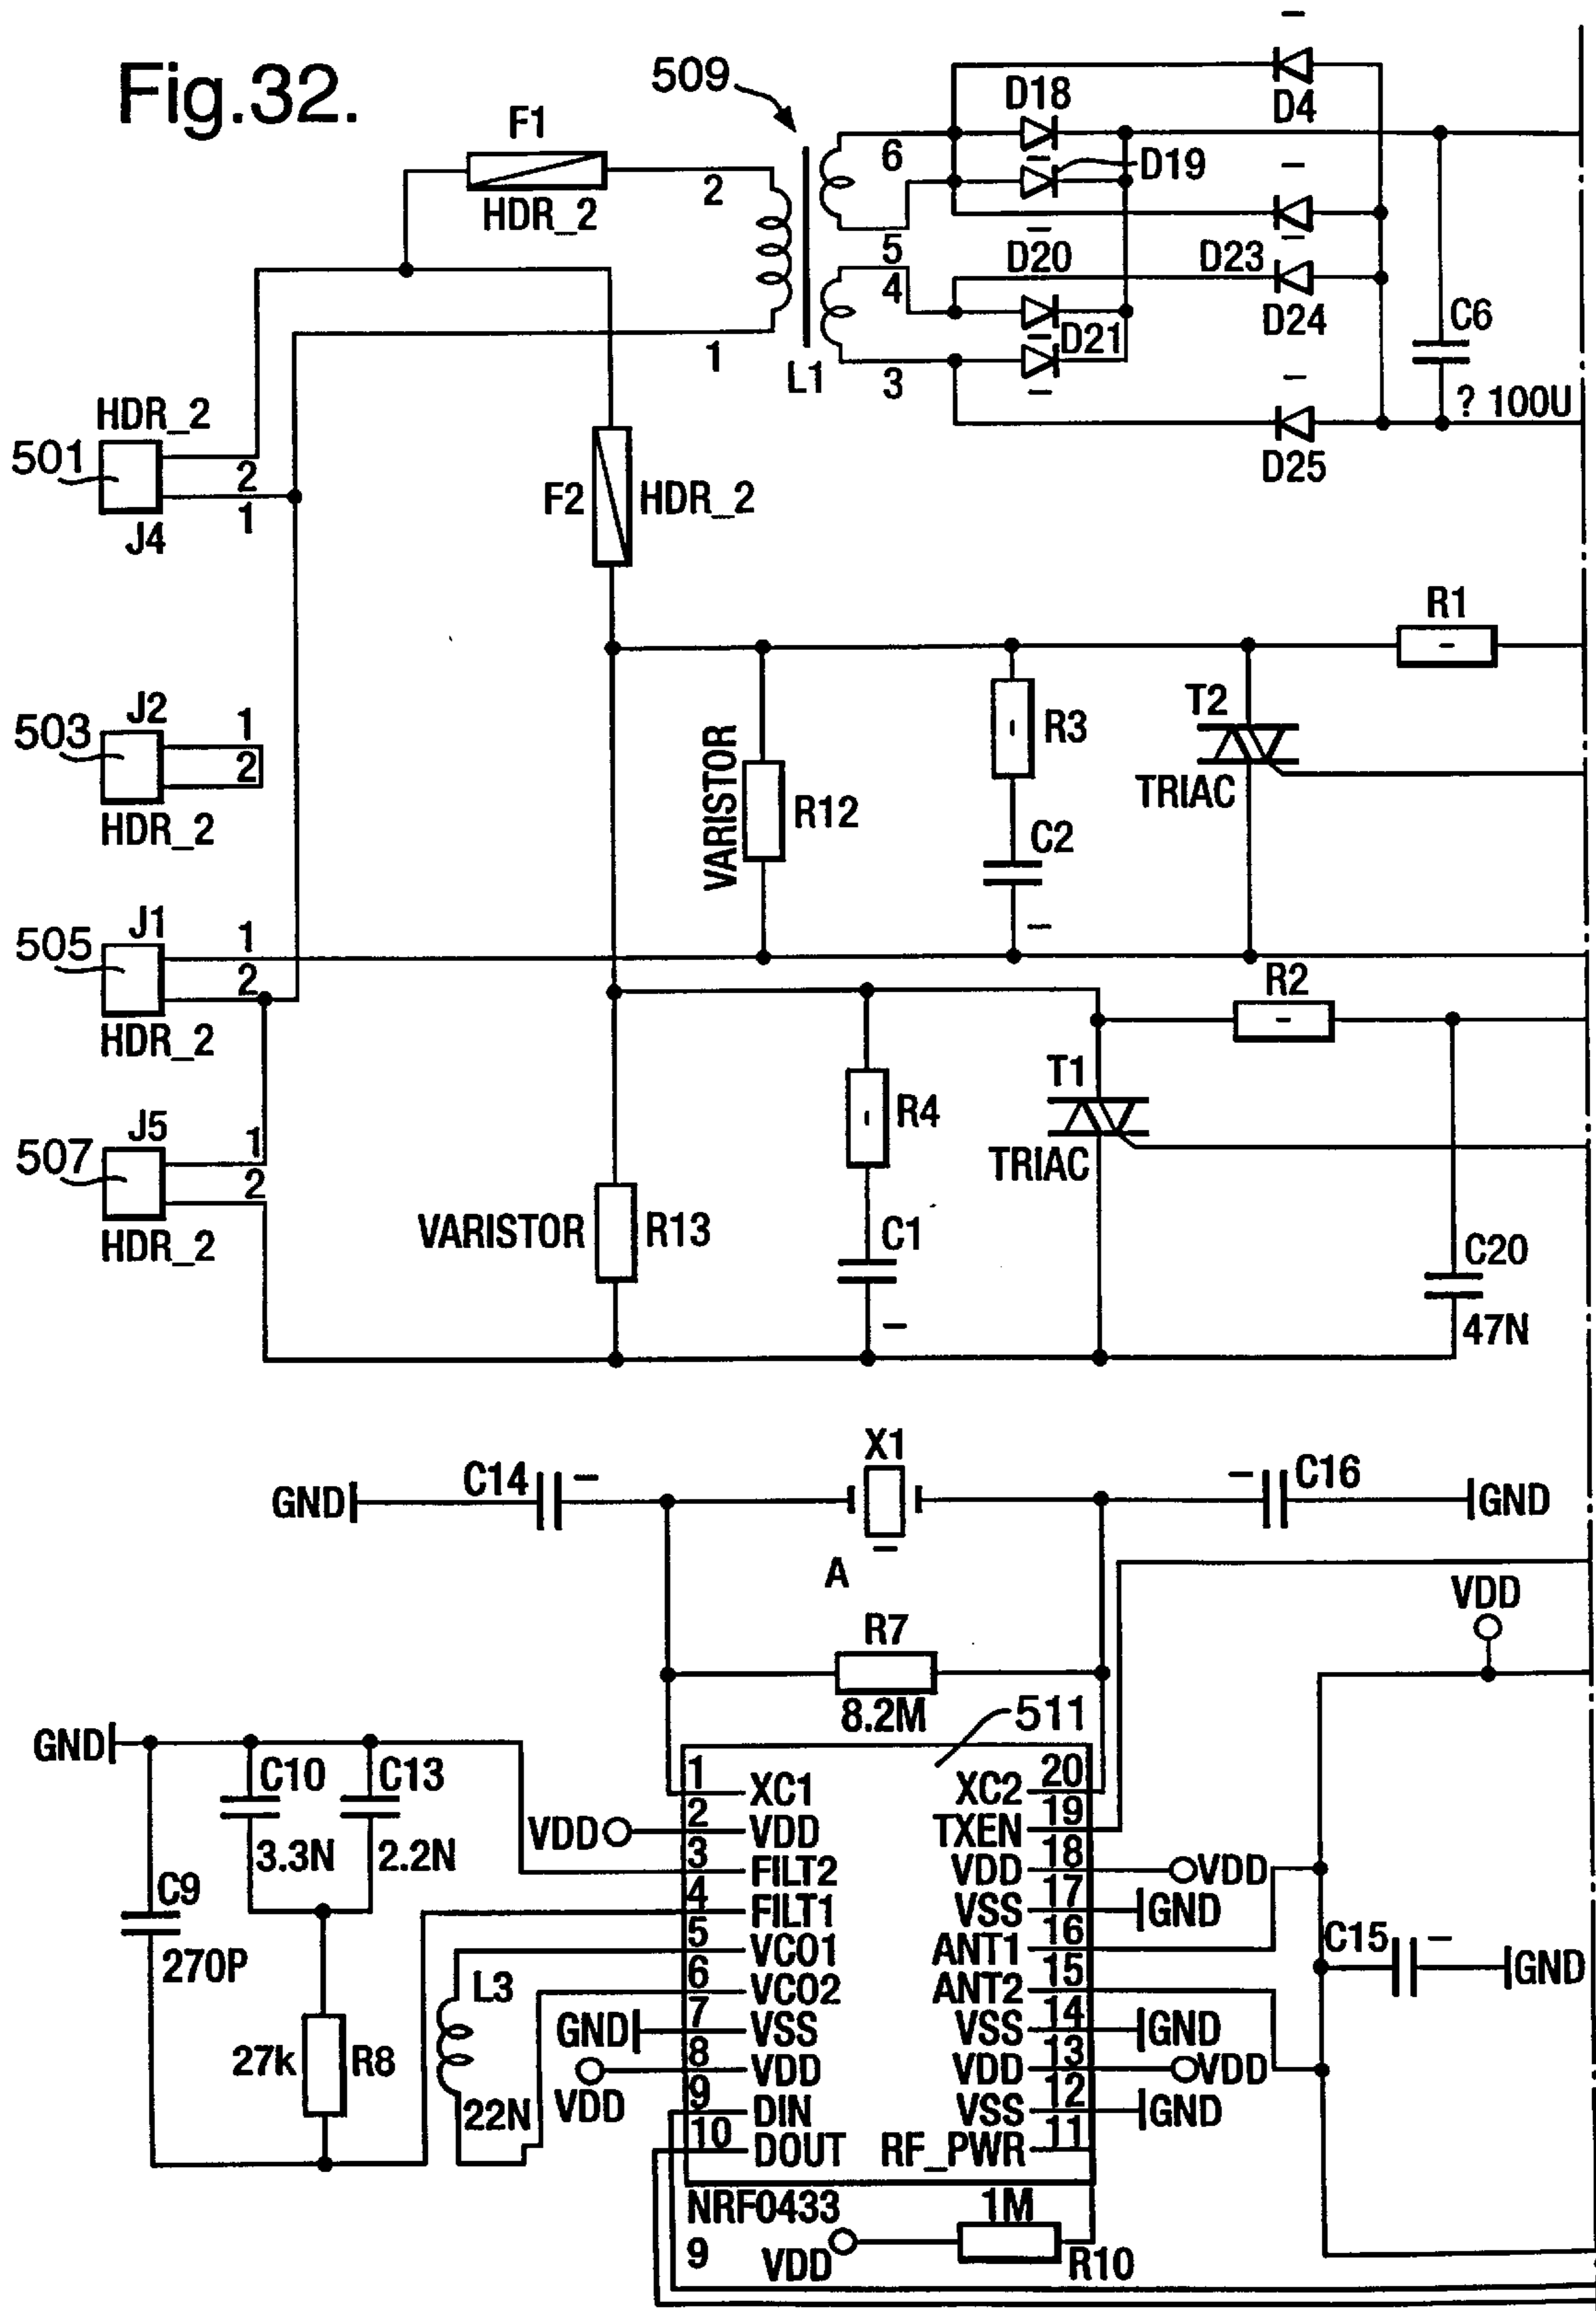 Fig.32.
509
F1
HDR_2
2
1
L1
6
5
4
3
D18
D19
D20
D21
D4
D23
D24
D25
C6
? 100U
HDR_2
501
2
1
J4
F2
HDR_2
R1
T2
TRIAC
R3
C2
VARISTOR
R12
J2
503
1
2
HDR_2
J1
505
1
2
HDR_2
R2
T1
TRIAC
R4
C1
J5
507
1
2
HDR_2
VARISTOR
R13
C20
47N
X1
C14
GND
C16
GND
A
VDD
R7
8.2M
511
GND
C10
C13
3.3N
2.2N
C9
270P
27k
R8
L3
22N
1 XC1
2 VDD
VDD
3 FILT2
4 FILT1
5 VCO1
6 VCO2
7 VSS
GND
8 VDD
VDD
9 DIN
10 DOUT
XC2 20
TXEN 19
VDD 18
VDD
VSS 17
GND
ANT1 16
ANT2 15
VSS 14
GND
VDD 13
VDD
VSS 12
GND
RF_PWR 11
C15
GND
NRF0433
9
1M
VDD
R10